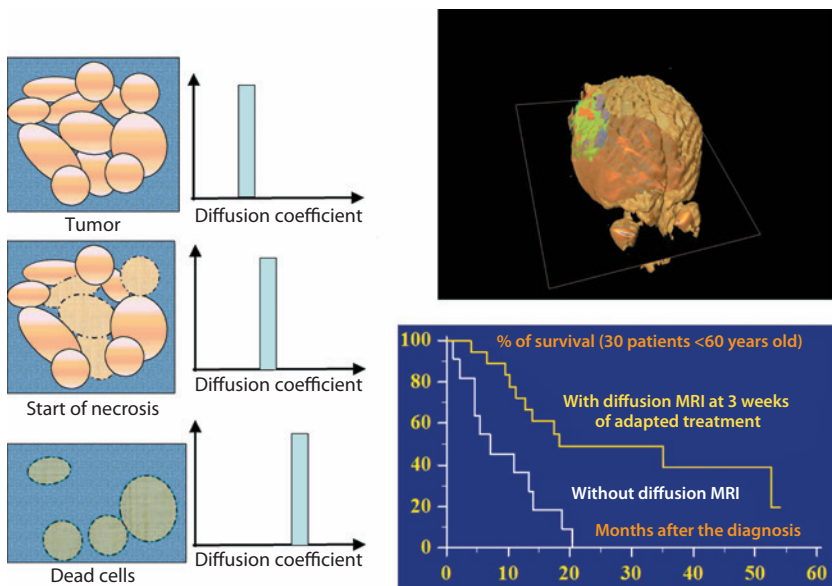 Diffusion coefficient
Tumor
Diffusion coefficient
Start of necrosis
Diffusion coefficient
Dead cells
% of survival (30 patients <60 years old)
With diffusion MRI at 3 weeks
of adapted treatment
Without diffusion MRI
Months after the diagnosis
100
80
60
40
20
0
0 10 20 30 40 50 60